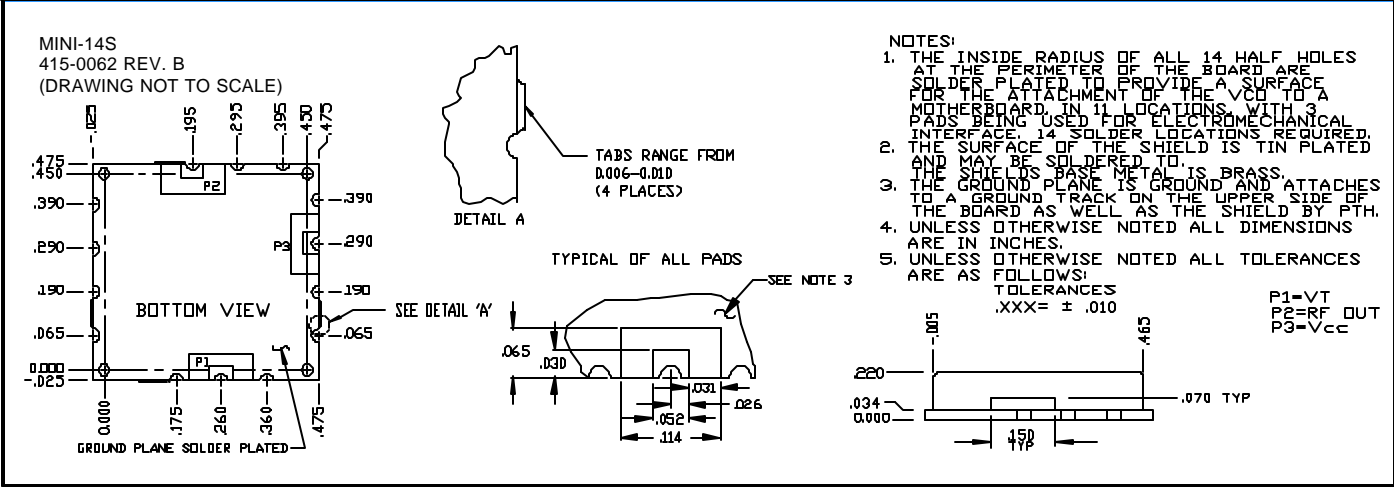 MINI-14S
415-0062 REV. B
(DRAWING NOT TO SCALE)
.025
.195
.295
.395
.450
.475
.475
.450
.390
.290
.190
.065
0.000
-.025
P2
P3
P1
BOTTOM VIEW
.390
.290
.190
.065
SEE DETAIL 'A'
0.000
.175
.260
.360
.475
GROUND PLANE SOLDER PLATED
TABS RANGE FROM
0.006-0.010
(4 PLACES)
DETAIL A
TYPICAL OF ALL PADS
SEE NOTE 3
.065
.030
.031
.026
.052
.114
NOTES:
1. THE INSIDE RADIUS OF ALL 14 HALF HOLES
AT THE PERIMETER OF THE BOARD ARE
SOLDER PLATED TO PROVIDE A SURFACE
FOR THE ATTACHMENT OF THE VCO TO A
MOTHERBOARD IN 11 LOCATIONS, WITH 3
PADS BEING USED FOR ELECTROMECHANICAL
INTERFACE. 14 SOLDER LOCATIONS REQUIRED.
2. THE SURFACE OF THE SHIELD IS TIN PLATED
AND MAY BE SOLDERED TO.
THE SHIELDS BASE METAL IS BRASS.
3. THE GROUND PLANE IS GROUND AND ATTACHES
TO A GROUND TRACK ON THE UPPER SIDE OF
THE BOARD AS WELL AS THE SHIELD BY PTH.
4. UNLESS OTHERWISE NOTED ALL DIMENSIONS
ARE IN INCHES.
5. UNLESS OTHERWISE NOTED ALL TOLERANCES
ARE AS FOLLOWS:
TOLERANCES
.XXX= ± .010
P1=VT
P2=RF OUT
P3=Vcc
.005
.465
.220
.034
0.000
.070 TYP
.150
TYP